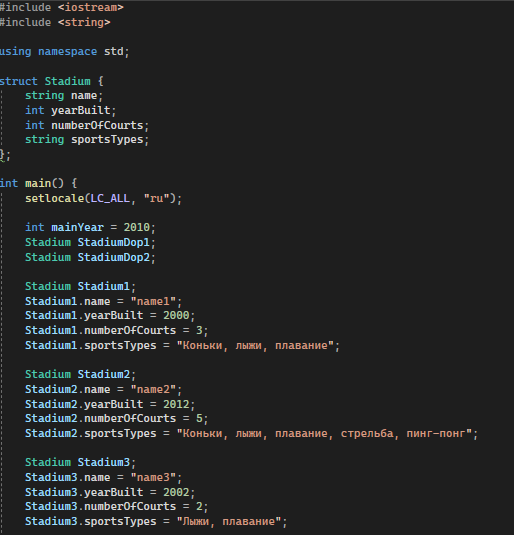 #include <iostream>
#include <string>
using namespace std;
struct Stadium {
string name;
int yearBuilt;
int numberOfCourts;
string sportsTypes;
};
int main() {
setlocale(LC_ALL, "ru");
int mainYear = 2010;
Stadium StadiumDop1;
Stadium StadiumDop2;
Stadium Stadium1;
Stadium1.name = "name1";
Stadium1.yearBuilt = 2000;
Stadium1.numberOfCourts = 3;
Stadium1.sportsTypes = "Коньки, лыжи, плавание";
Stadium Stadium2;
Stadium2.name = "name2";
Stadium2.yearBuilt = 2012;
Stadium2.numberOfCourts = 5;
Stadium2.sportsTypes = "Коньки, лыжи, плавание, стрельба, пинг-понг";
Stadium Stadium3;
Stadium3.name = "name3";
Stadium3.yearBuilt = 2002;
Stadium3.numberOfCourts = 2;
Stadium3.sportsTypes = "Лыжи, плавание";